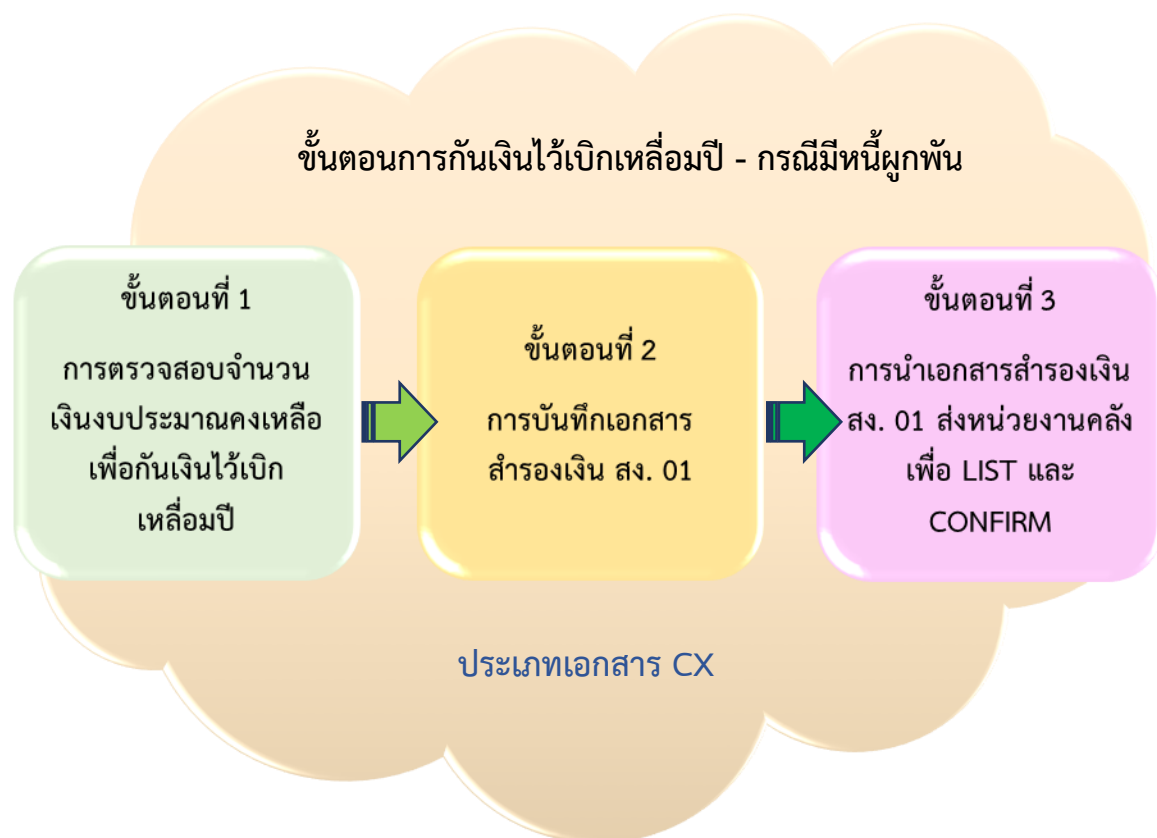 ขั้นตอนการกันเงินไว้เบิกเหลื่อมปี - กรณีมีหนี้ผูกพัน
ขั้นตอนที่ 1
การตรวจสอบจำนวน
เงินงบประมาณคงเหลือ
เพื่อกันเงินไว้เบิก
เหลื่อมปี
ขั้นตอนที่ 2
การบันทึกเอกสาร
สำรองเงิน สง. 01
ขั้นตอนที่ 3
การนำเอกสารสำรองเงิน
สง. 01 ส่งหน่วยงานคลัง
เพื่อ LIST และ
CONFIRM
ประเภทเอกสาร CX